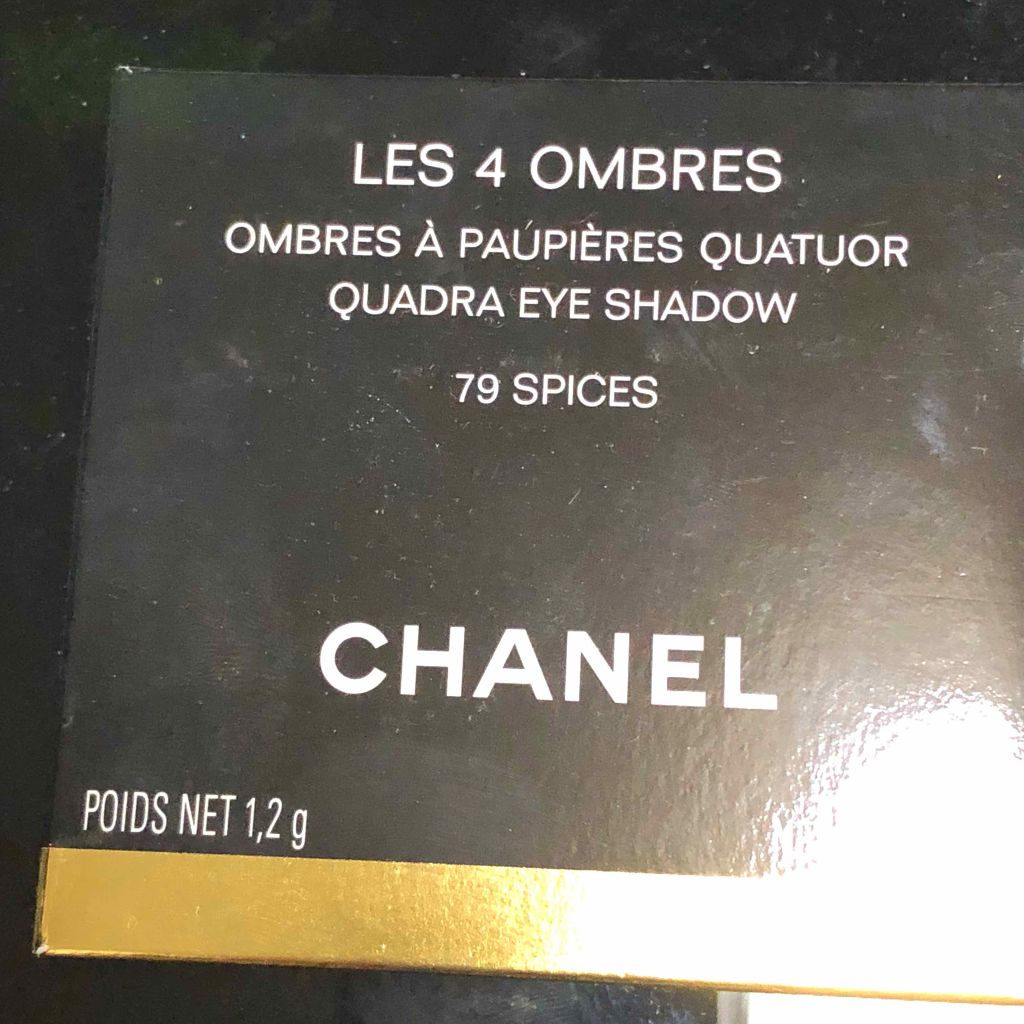 LES 4 OMBRES
OMBRES À PAUPIÈRES QUATUOR
QUADRA EYE SHADOW
79 SPICES
CHANEL
POIDS NET 1,2 g